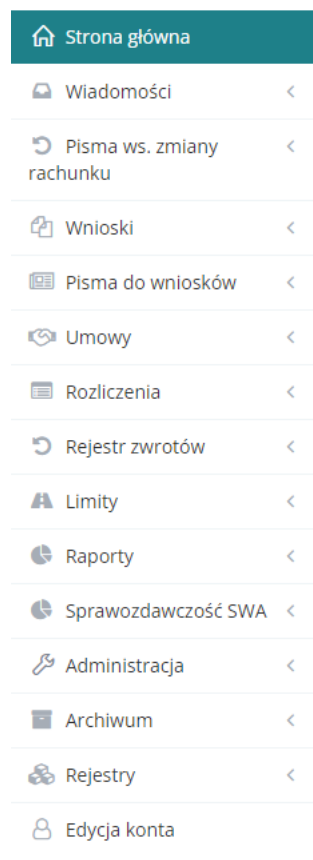 Strona główna
Wiadomości
Pisma ws. zmiany
rachunku
Wnioski
Pisma do wniosków
Umowy
Rozliczenia
Rejestr zwrotów
Limity
Raporty
Sprawozdawczość SWA
Administracja
Archiwum
Rejestry
Edycja konta